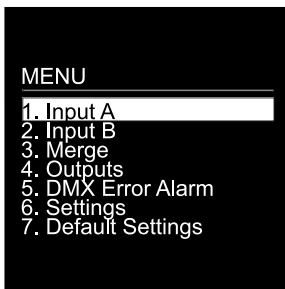 MENU
1. Input A
2. Input B
3. Merge
4. Outputs
5. DMX Error Alarm
6. Settings
7. Default Settings